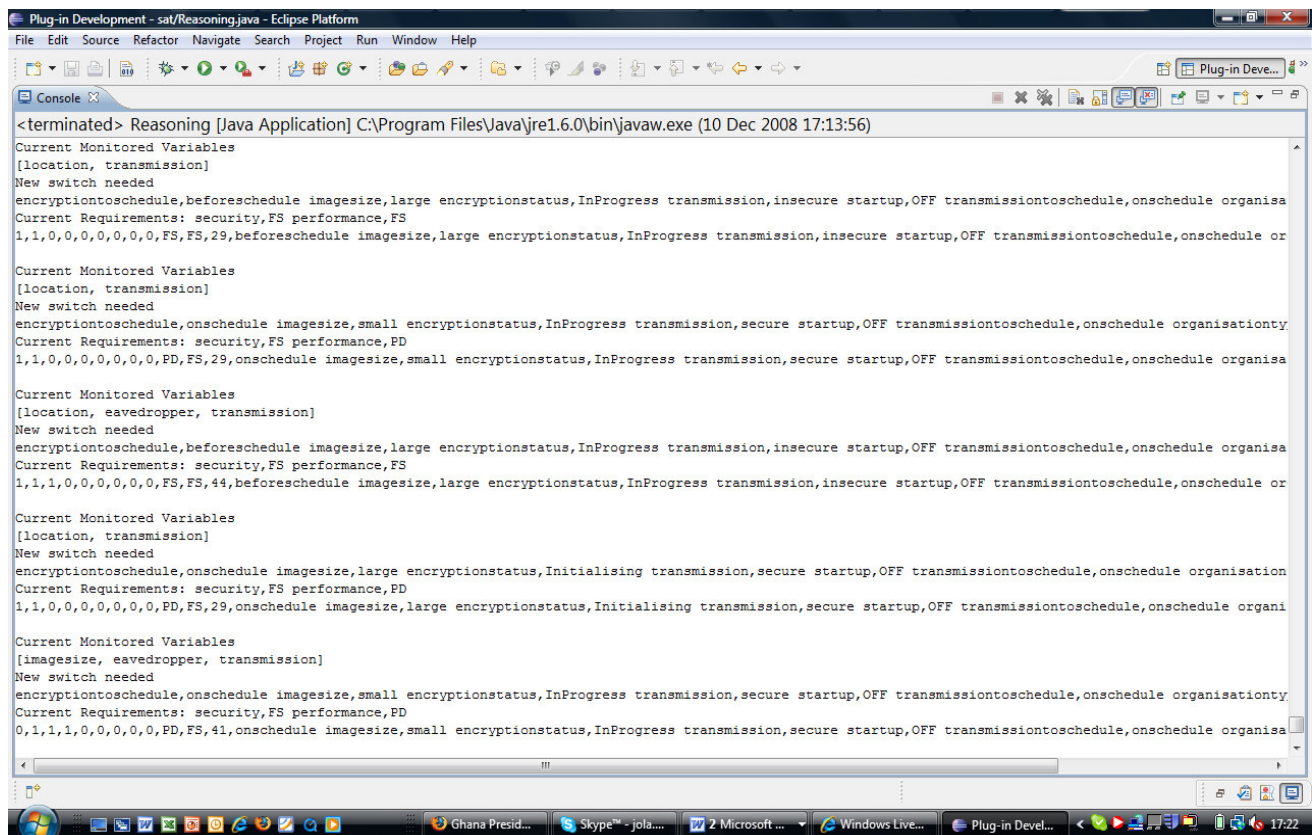 Plug-in Development - sat/Reasoning.java - Eclipse Platform
File Edit Source Refactor Navigate Search Project Run Window Help
Plug-in Deve...
Console
<terminated> Reasoning [Java Application] C:\Program Files\Java\jre1.6.0\bin\javaw.exe (10 Dec 2008 17:13:56)
Current Monitored Variables
[location, transmission]
New switch needed
encryptiontoschedule,beforeschedule imagesize,large encryptionstatus,InProgress transmission,insecure startup,OFF transmissiontoschedule,onschedule organisa
Current Requirements: security,FS performance,FS
1,1,0,0,0,0,0,0,0,FS,FS,29,beforeschedule imagesize,large encryptionstatus,InProgress transmission,insecure startup,OFF transmissiontoschedule,onschedule or
Current Monitored Variables
[location, transmission]
New switch needed
encryptiontoschedule,onschedule imagesize,small encryptionstatus,InProgress transmission,secure startup,OFF transmissiontoschedule,onschedule organisationty
Current Requirements: security,FS performance,PD
1,1,0,0,0,0,0,0,0,PD,FS,29,onschedule imagesize,small encryptionstatus,InProgress transmission,secure startup,OFF transmissiontoschedule,onschedule organisa
Current Monitored Variables
[location, eavedropper, transmission]
New switch needed
encryptiontoschedule,beforeschedule imagesize,large encryptionstatus,InProgress transmission,insecure startup,OFF transmissiontoschedule,onschedule organisa
Current Requirements: security,FS performance,FS
1,1,1,0,0,0,0,0,0,FS,FS,44,beforeschedule imagesize,large encryptionstatus,InProgress transmission,insecure startup,OFF transmissiontoschedule,onschedule or
Current Monitored Variables
[location, transmission]
New switch needed
encryptiontoschedule,onschedule imagesize,large encryptionstatus,Initialising transmission,secure startup,OFF transmissiontoschedule,onschedule organisation
Current Requirements: security,FS performance,PD
1,1,0,0,0,0,0,0,0,PD,FS,29,onschedule imagesize,large encryptionstatus,Initialising transmission,secure startup,OFF transmissiontoschedule,onschedule organi
Current Monitored Variables
[imagesize, eavedropper, transmission]
New switch needed
encryptiontoschedule,onschedule imagesize,small encryptionstatus,InProgress transmission,secure startup,OFF transmissiontoschedule,onschedule organisationty
Current Requirements: security,FS performance,PD
0,1,1,1,0,0,0,0,0,PD,FS,41,onschedule imagesize,small encryptionstatus,InProgress transmission,secure startup,OFF transmissiontoschedule,onschedule organisa
Ghana Presid... Skype™ - jola.... 2 Microsoft ... Windows Live... Plug-in Devel... 17:22